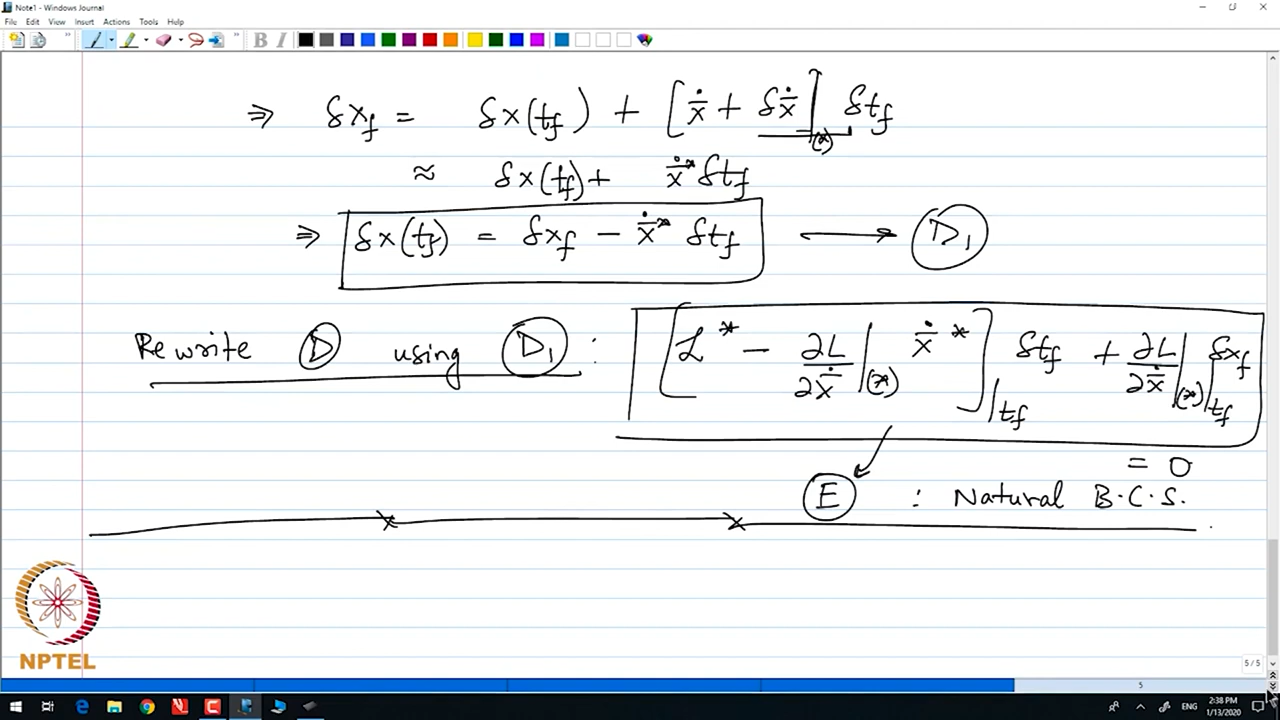 Note1 - Windows Journal
File Edit View Insert Actions Tools Help
⇒ δx_f = δx(t_f) + [ẋ + δẋ]|_(*) δt_f
≈ δx(t_f) + ẋ* δt_f
⇒ δx(t_f) = δx_f − ẋ* δt_f → D₁
Rewrite D using D₁ : [L* − ∂L/∂ẋ|_(*) ẋ*]|_t_f δt_f + ∂L/∂ẋ|_(*)|_t_f δx_f
= 0
E : Natural B.C.S.
NPTEL
5/5
5
ENG
2:38 PM
1/13/2020